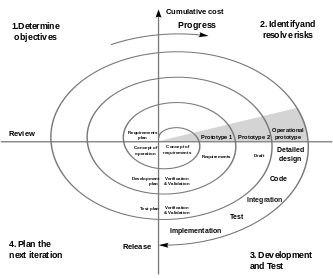 Cumulative cost
1.Determine
objectives
Progress
2. Identify and
resolve risks
Review
Requirements
plan
Concept of
operation
Concept of
requirements
Prototype 1
Prototype 2
Operational
prototype
Requirements
Draft
Detailed
design
Development
plan
Verification
& Validation
Code
Integration
Test plan
Verification
& Validation
Test
Implementation
4. Plan the
next iteration
Release
3. Development
and Test